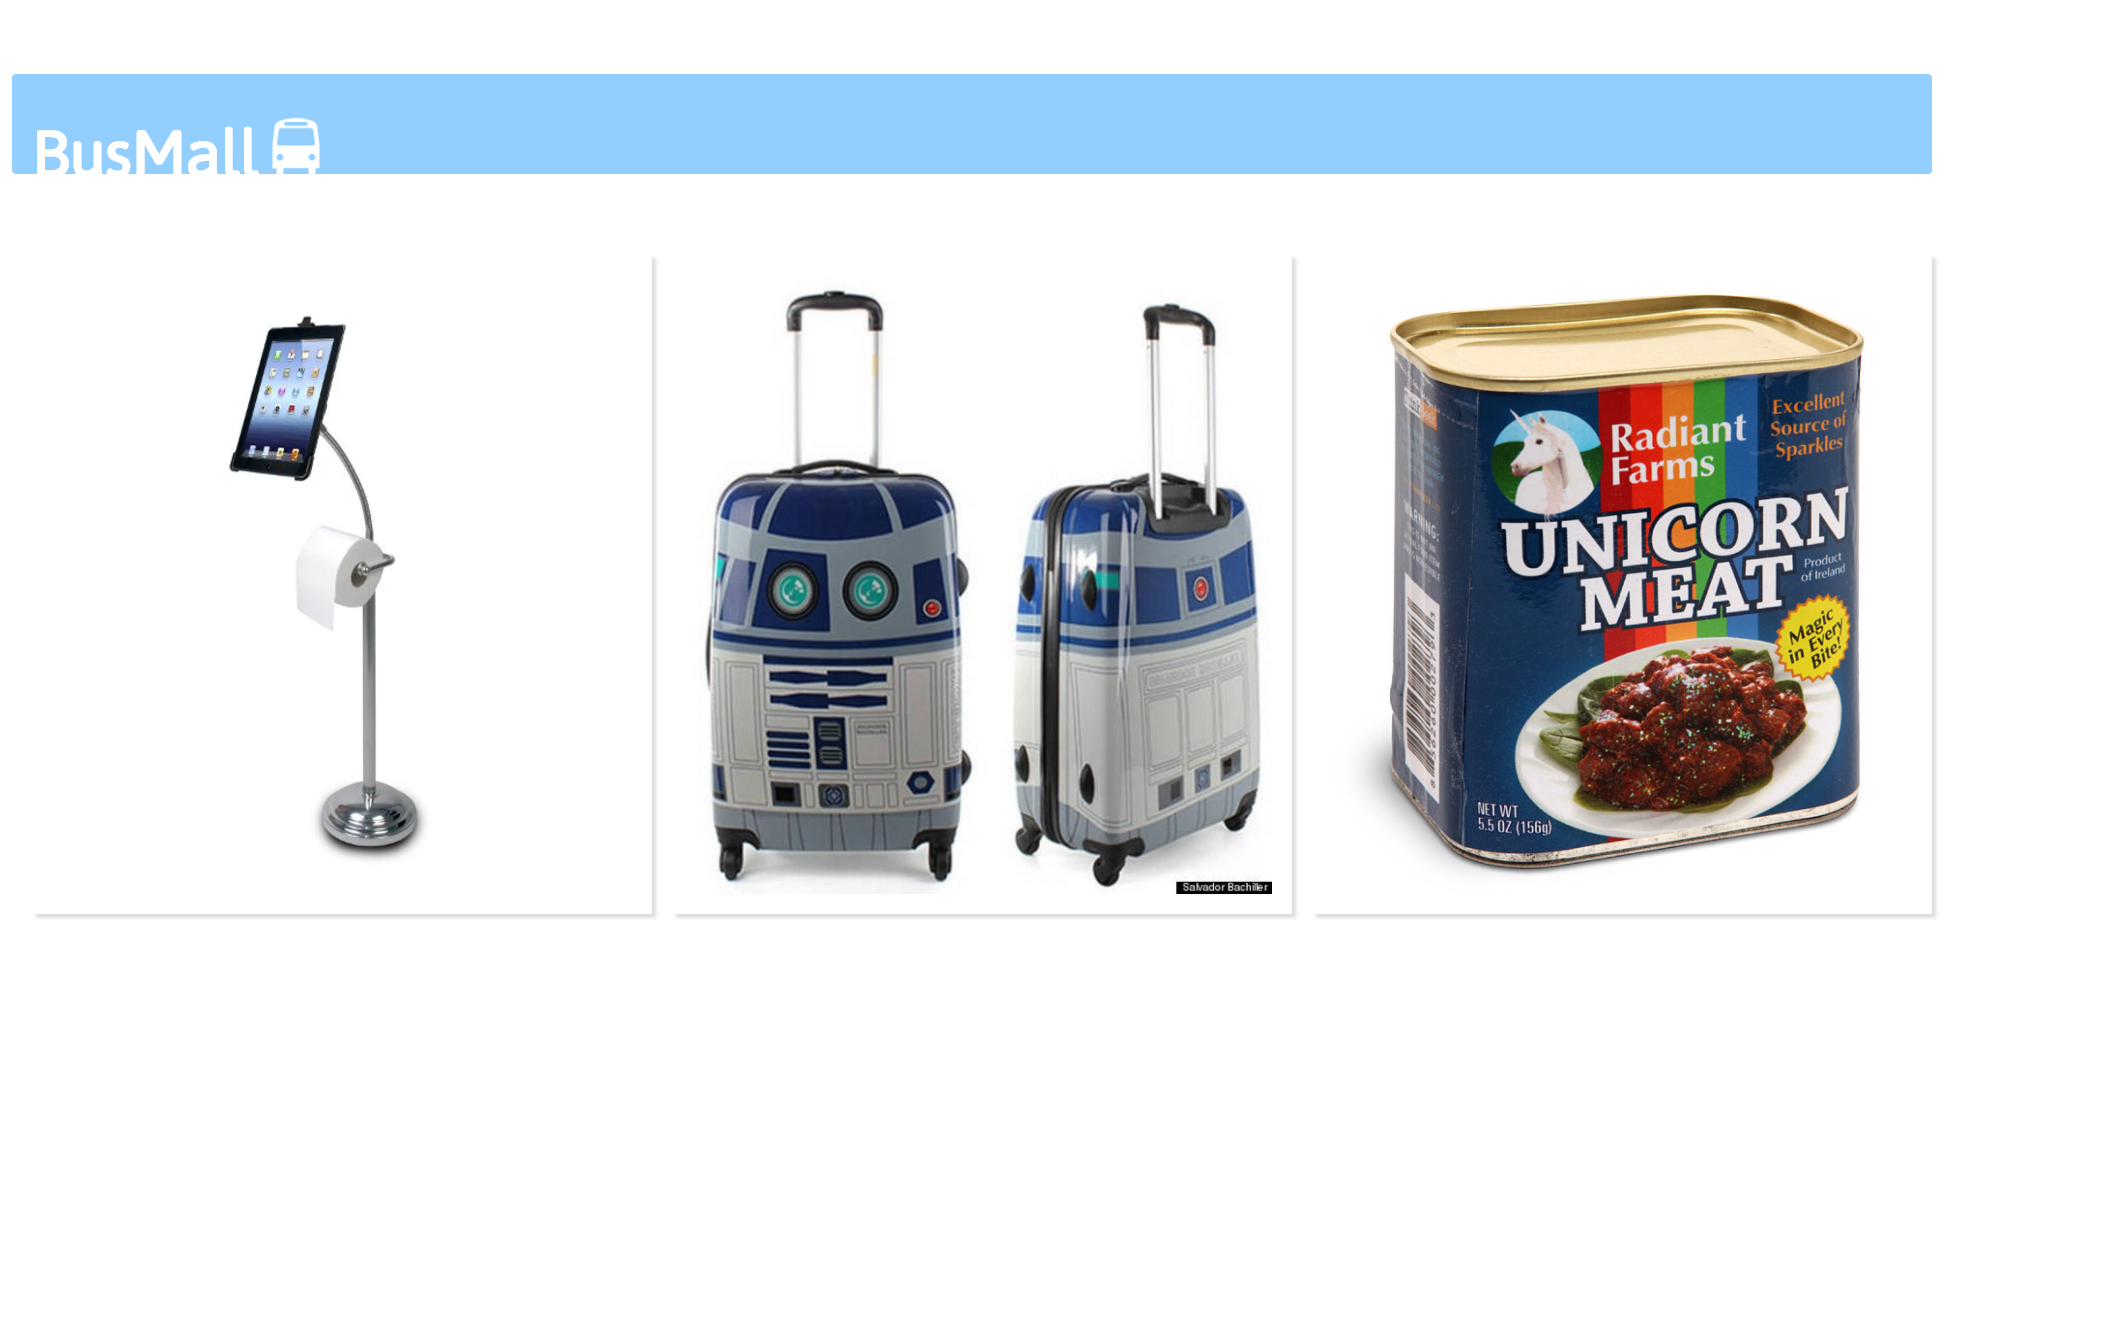 BusMall
Salvador Bachiller
Radiant
Farms
Excellent
Source of
Sparkles
UNICORN
MEAT
Product
of Ireland
Magic
in Every
Bite!
WARNING:
NET WT
5.5 OZ (156g)